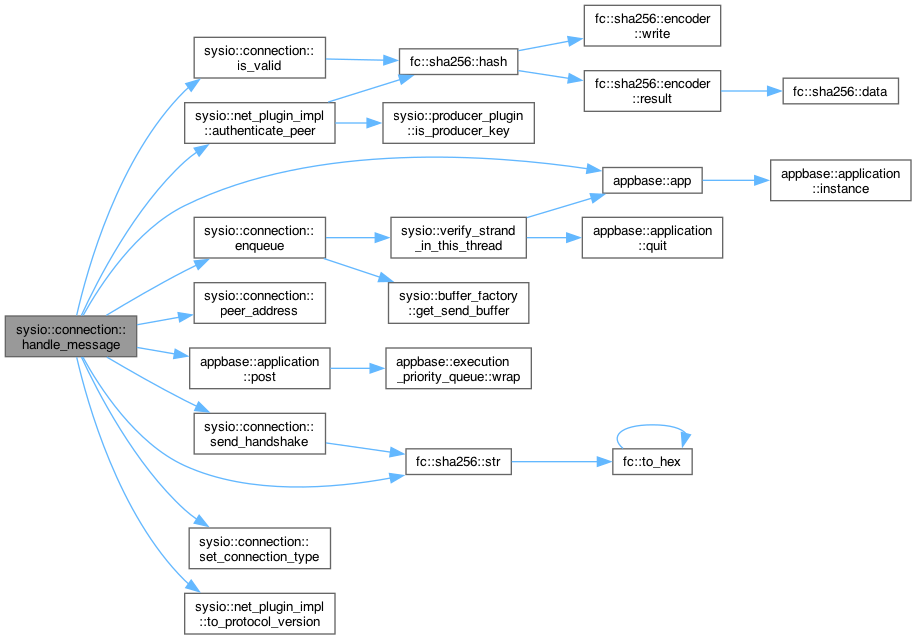 sysio::connection::
handle_message
sysio::connection::
is_valid
sysio::net_plugin_impl
::authenticate_peer
sysio::connection::
enqueue
sysio::connection::
peer_address
appbase::application
::post
sysio::connection::
send_handshake
sysio::connection::
set_connection_type
sysio::net_plugin_impl
::to_protocol_version
fc::sha256::hash
sysio::producer_plugin
::is_producer_key
sysio::verify_strand
_in_this_thread
sysio::buffer_factory
::get_send_buffer
appbase::execution
_priority_queue::wrap
fc::sha256::str
fc::sha256::encoder
::write
fc::sha256::encoder
::result
appbase::app
appbase::application
::quit
fc::to_hex
fc::sha256::data
appbase::application
::instance